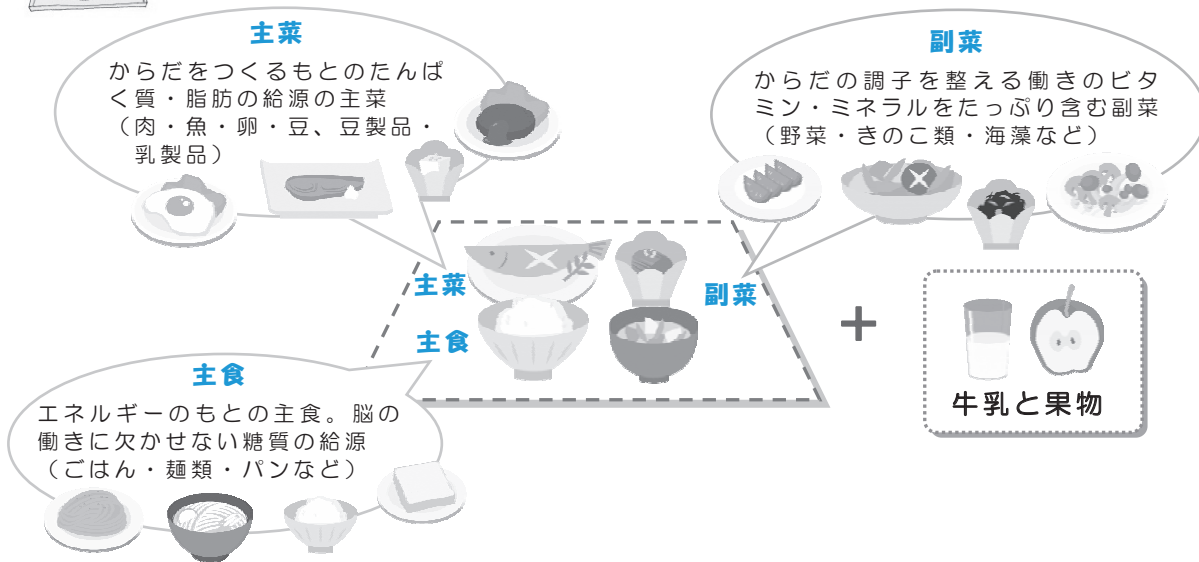 主菜
からだをつくるもとのたんぱ
く質・脂肪の給源の主菜
（肉・魚・卵・豆、豆製品・
乳製品）
副菜
からだの調子を整える働きのビタ
ミン・ミネラルをたっぷり含む副菜
（野菜・きのこ類・海藻など）
主菜
副菜
主食
＋
牛乳と果物
主食
エネルギーのもとの主食。脳の
働きに欠かせない糖質の給源
（ごはん・麺類・パンなど）